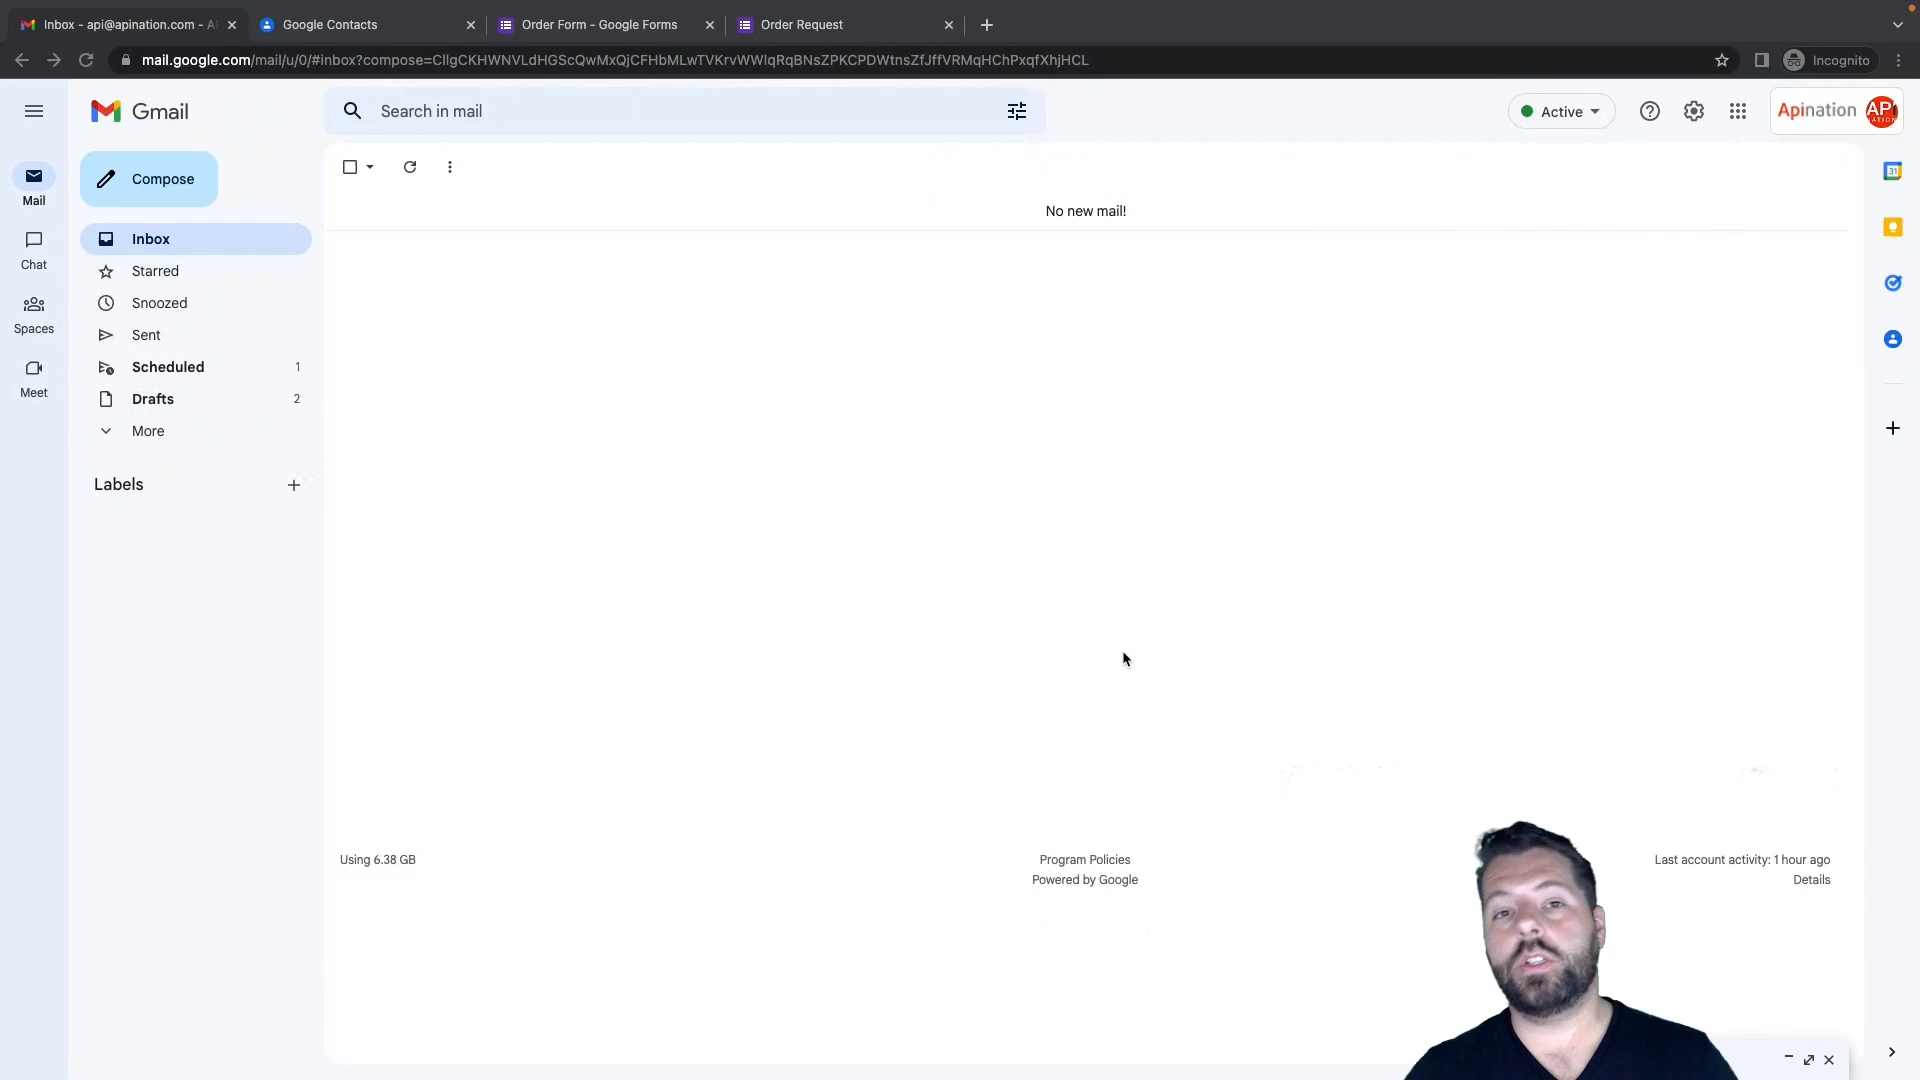 Inbox - api@apination.com - A
Google Contacts
Order Form - Google Forms
Order Request
mail.google.com/mail/u/0/#inbox?compose=CllgCKHWNVLdHGScQwMxQjCFHbMLwTVKrvWWlqRqBNsZPKCPDWtnsZfJffVRMqHChPxqfXhjHCL
Incognito
Gmail
Search in mail
Active
Apination
API
NATION
Compose
Mail
Chat
Spaces
Meet
Inbox
Starred
Snoozed
Sent
Scheduled 1
Drafts 2
More
Labels
No new mail!
31
Using 6.38 GB
Program Policies
Powered by Google
Last account activity: 1 hour ago
Details